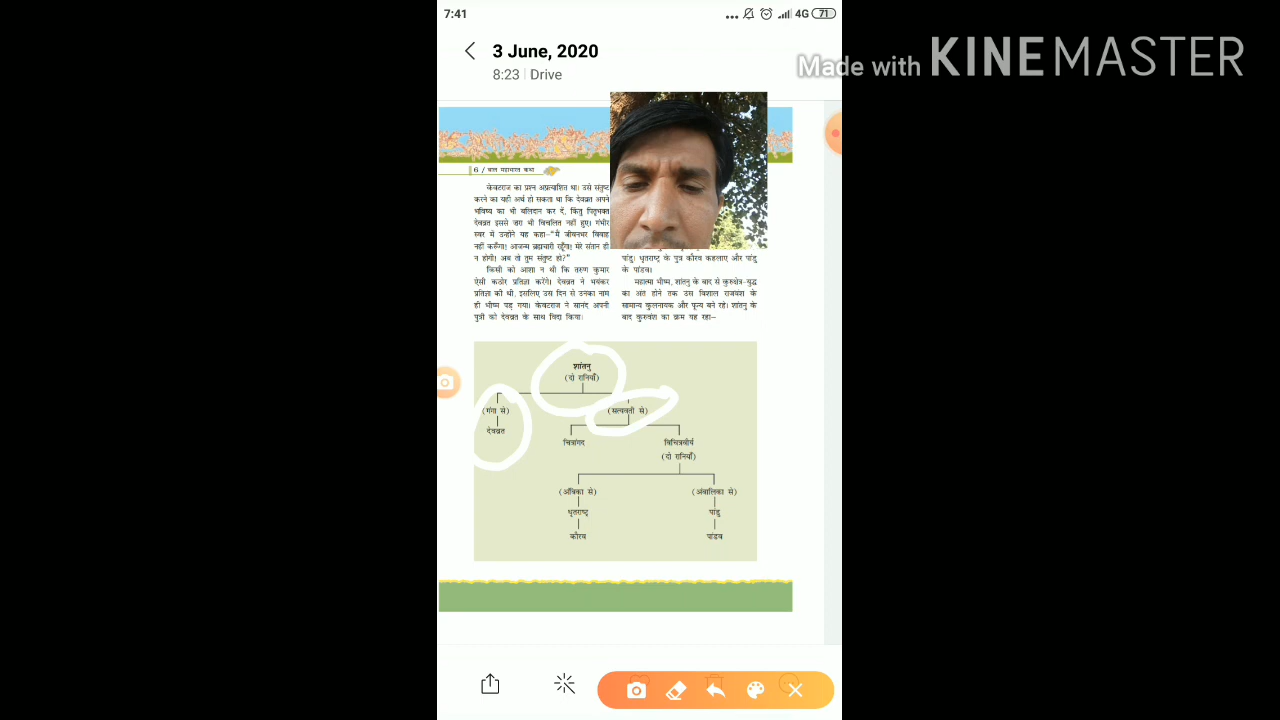 7:41
4G 71
3 June, 2020
8:23 | Drive
Made with KINEMASTER
6 / बाल महाभारत कथा
केवटराज का प्रश्न अप्रत्याशित था। उसे संतुष्ट
करने का यही अर्थ हो सकता था कि देवव्रत अपने
भविष्य का भी बलिदान कर दें, किंतु पितृभक्त
देवव्रत इससे जरा भी विचलित नहीं हुए। गंभीर
स्वर में उन्होंने यह कहा–"मैं जीवनभर विवाह
नहीं करूँगा! आजन्म ब्रह्मचारी रहूँगा! मेरे संतान ही
न होगी! अब तो तुम संतुष्ट हो?"
किसी को आशा न थी कि तरुण कुमार
ऐसी कठोर प्रतिज्ञा करेंगे। देवव्रत ने भयंकर
प्रतिज्ञा की थी, इसलिए उस दिन से उनका नाम
ही भीष्म पड़ गया। केवटराज ने सानंद अपनी
पुत्री को देवव्रत के साथ विदा किया।
पांडु। धृतराष्ट्र के पुत्र कौरव कहलाए और पांडु
के पांडव।
महात्मा भीष्म, शांतनु के बाद से कुरुक्षेत्र-युद्ध
का अंत होने तक उस विशाल राजवंश के
सामान्य कुलनायक और पूज्य बने रहे। शांतनु के
बाद कुरुवंश का क्रम यह रहा–
शांतनु
(दो रानियाँ)
(गंगा से) (सत्यवती से)
देवव्रत
चित्रांगद विचित्रवीर्य
(दो रानियाँ)
(अंबिका से) (अंबालिका से)
धृतराष्ट्र पांडु
कौरव पांडव